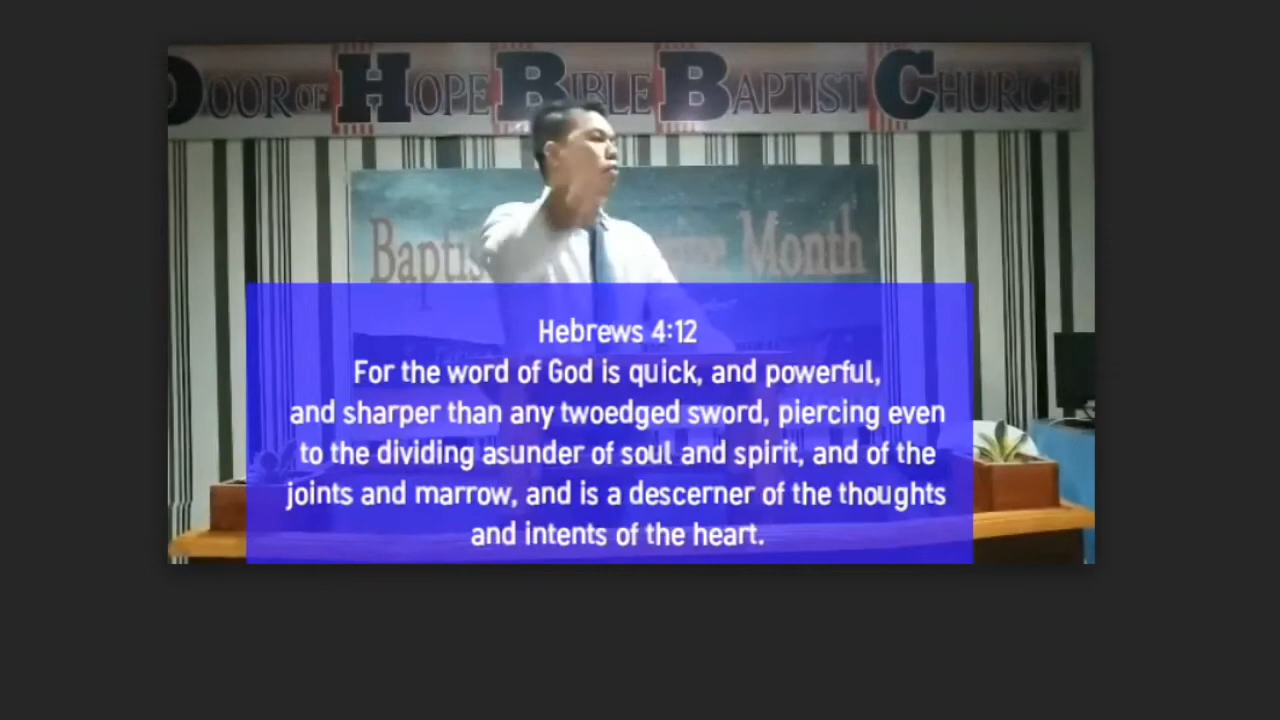 DOOR OF HOPE BIBLE BAPTIST CHURCH
Month
Hebrews 4:12
For the word of God is quick, and powerful,
and sharper than any twoedged sword, piercing even
to the dividing asunder of soul and spirit, and of the
joints and marrow, and is a descerner of the thoughts
and intents of the heart.